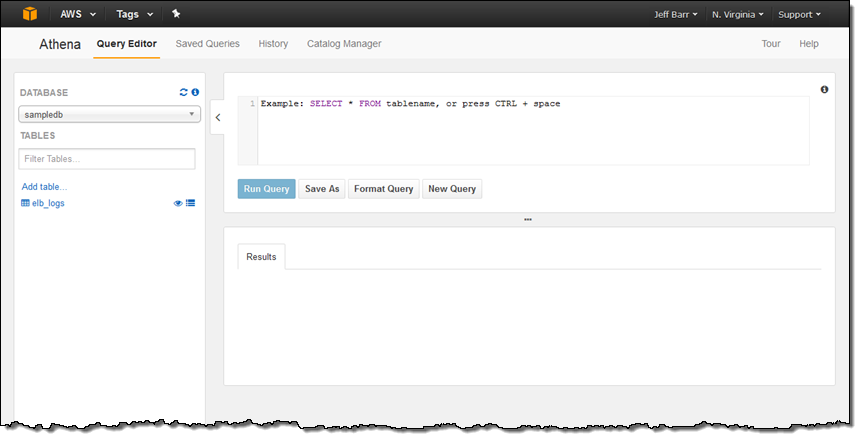 AWS Tags Jeff Barr N. Virginia Support
Athena Query Editor Saved Queries History Catalog Manager Tour Help
DATABASE
sampledb
TABLES
Filter Tables...
Add table...
elb_logs
1 Example: SELECT * FROM tablename, or press CTRL + space
Run Query Save As Format Query New Query
Results